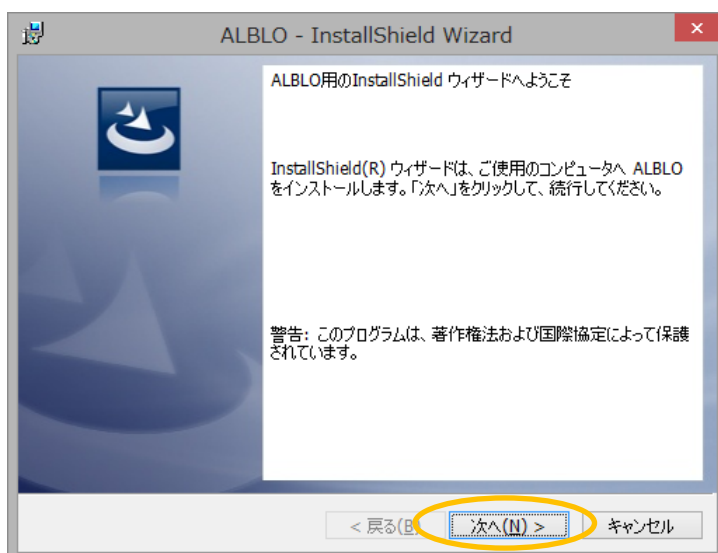 ALBLO - InstallShield Wizard
ALBLO用のInstallShield ウィザードへようこそ
InstallShield(R) ウィザードは、ご使用のコンピュータへ ALBLO
をインストールします。「次へ」をクリックして、続行してください。
警告: このプログラムは、著作権法および国際協定によって保護
されています。
< 戻る(B) 次へ(N) > キャンセル